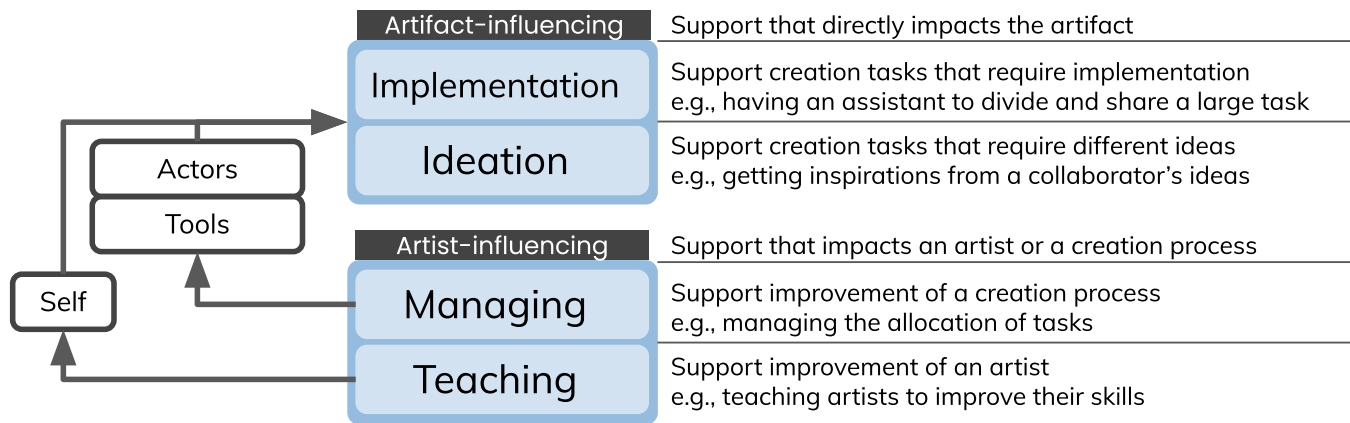 Artifact-influencing
Support that directly impacts the artifact
Implementation
Support creation tasks that require implementation
e.g., having an assistant to divide and share a large task
Ideation
Support creation tasks that require different ideas
e.g., getting inspirations from a collaborator’s ideas
Actors
Tools
Self
Artist-influencing
Support that impacts an artist or a creation process
Managing
Support improvement of a creation process
e.g., managing the allocation of tasks
Teaching
Support improvement of an artist
e.g., teaching artists to improve their skills